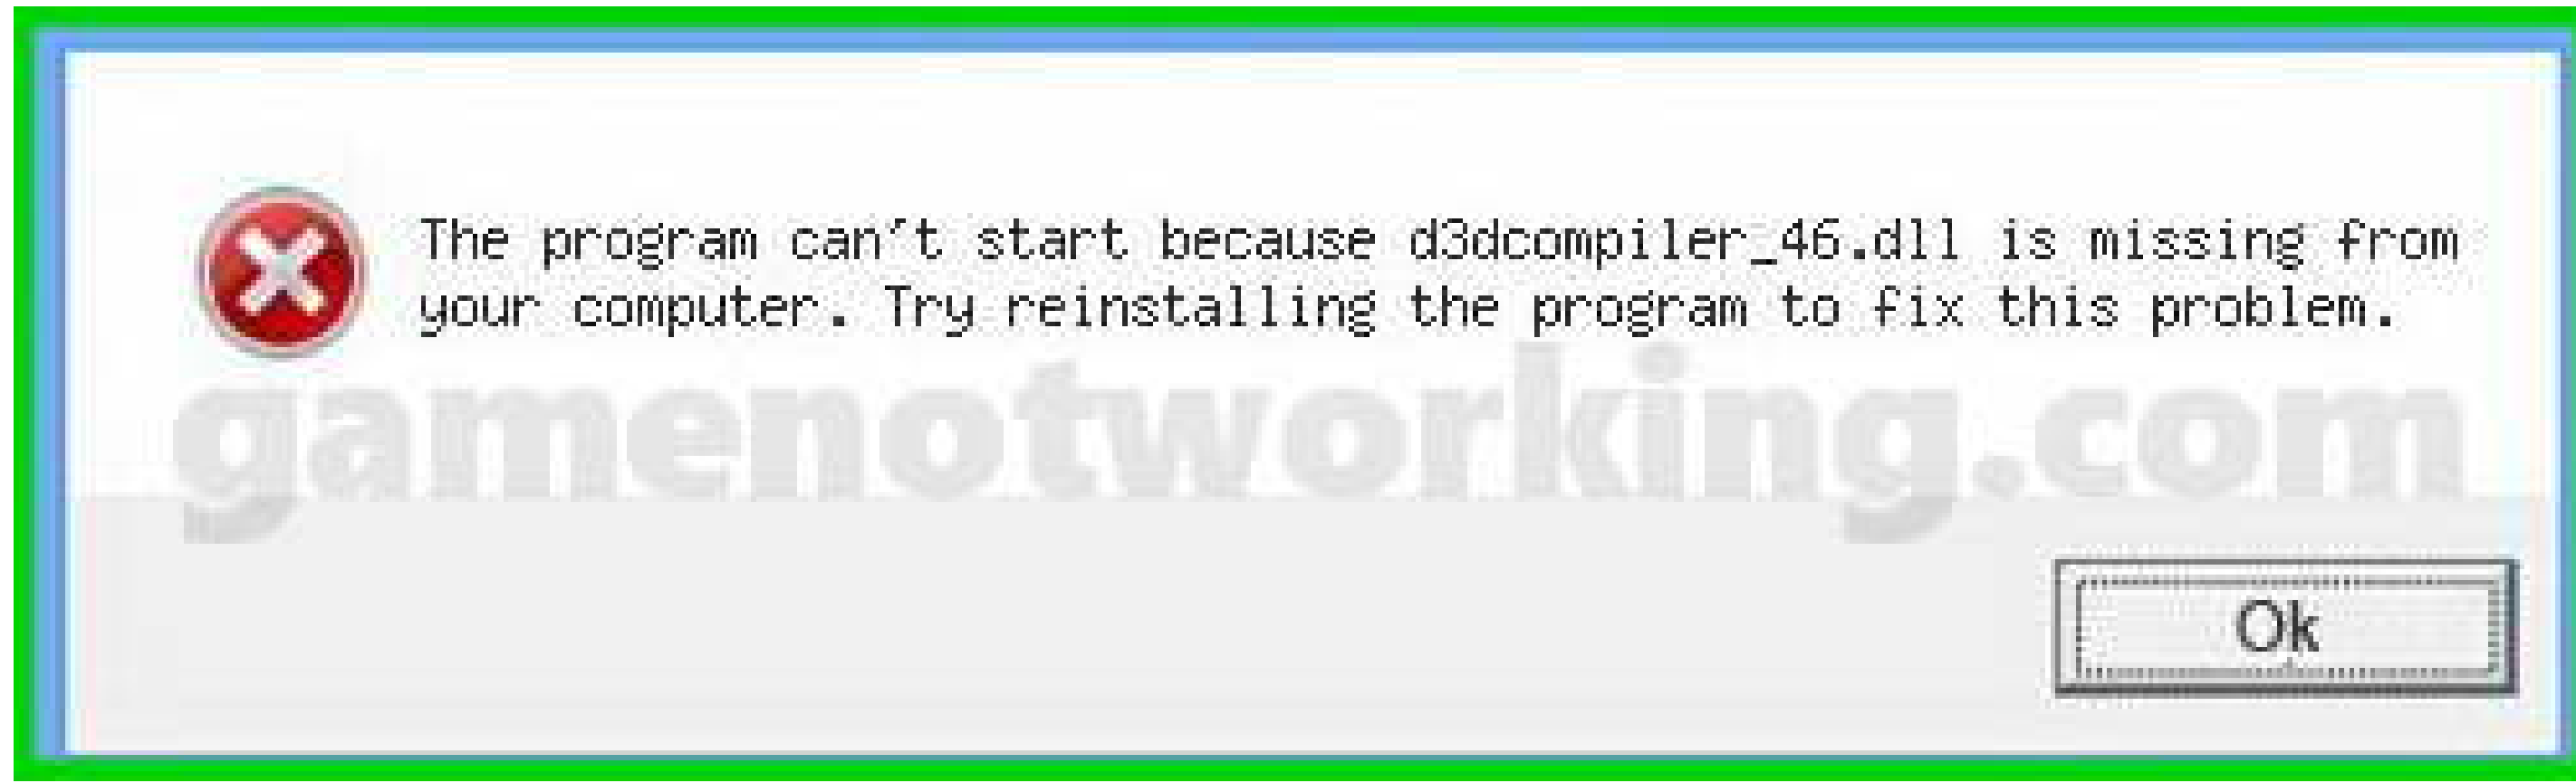 The program can't start because d3dcompiler_46.dll is missing from
your computer. Try reinstalling the program to fix this problem.
gamenotworking.com
Ok